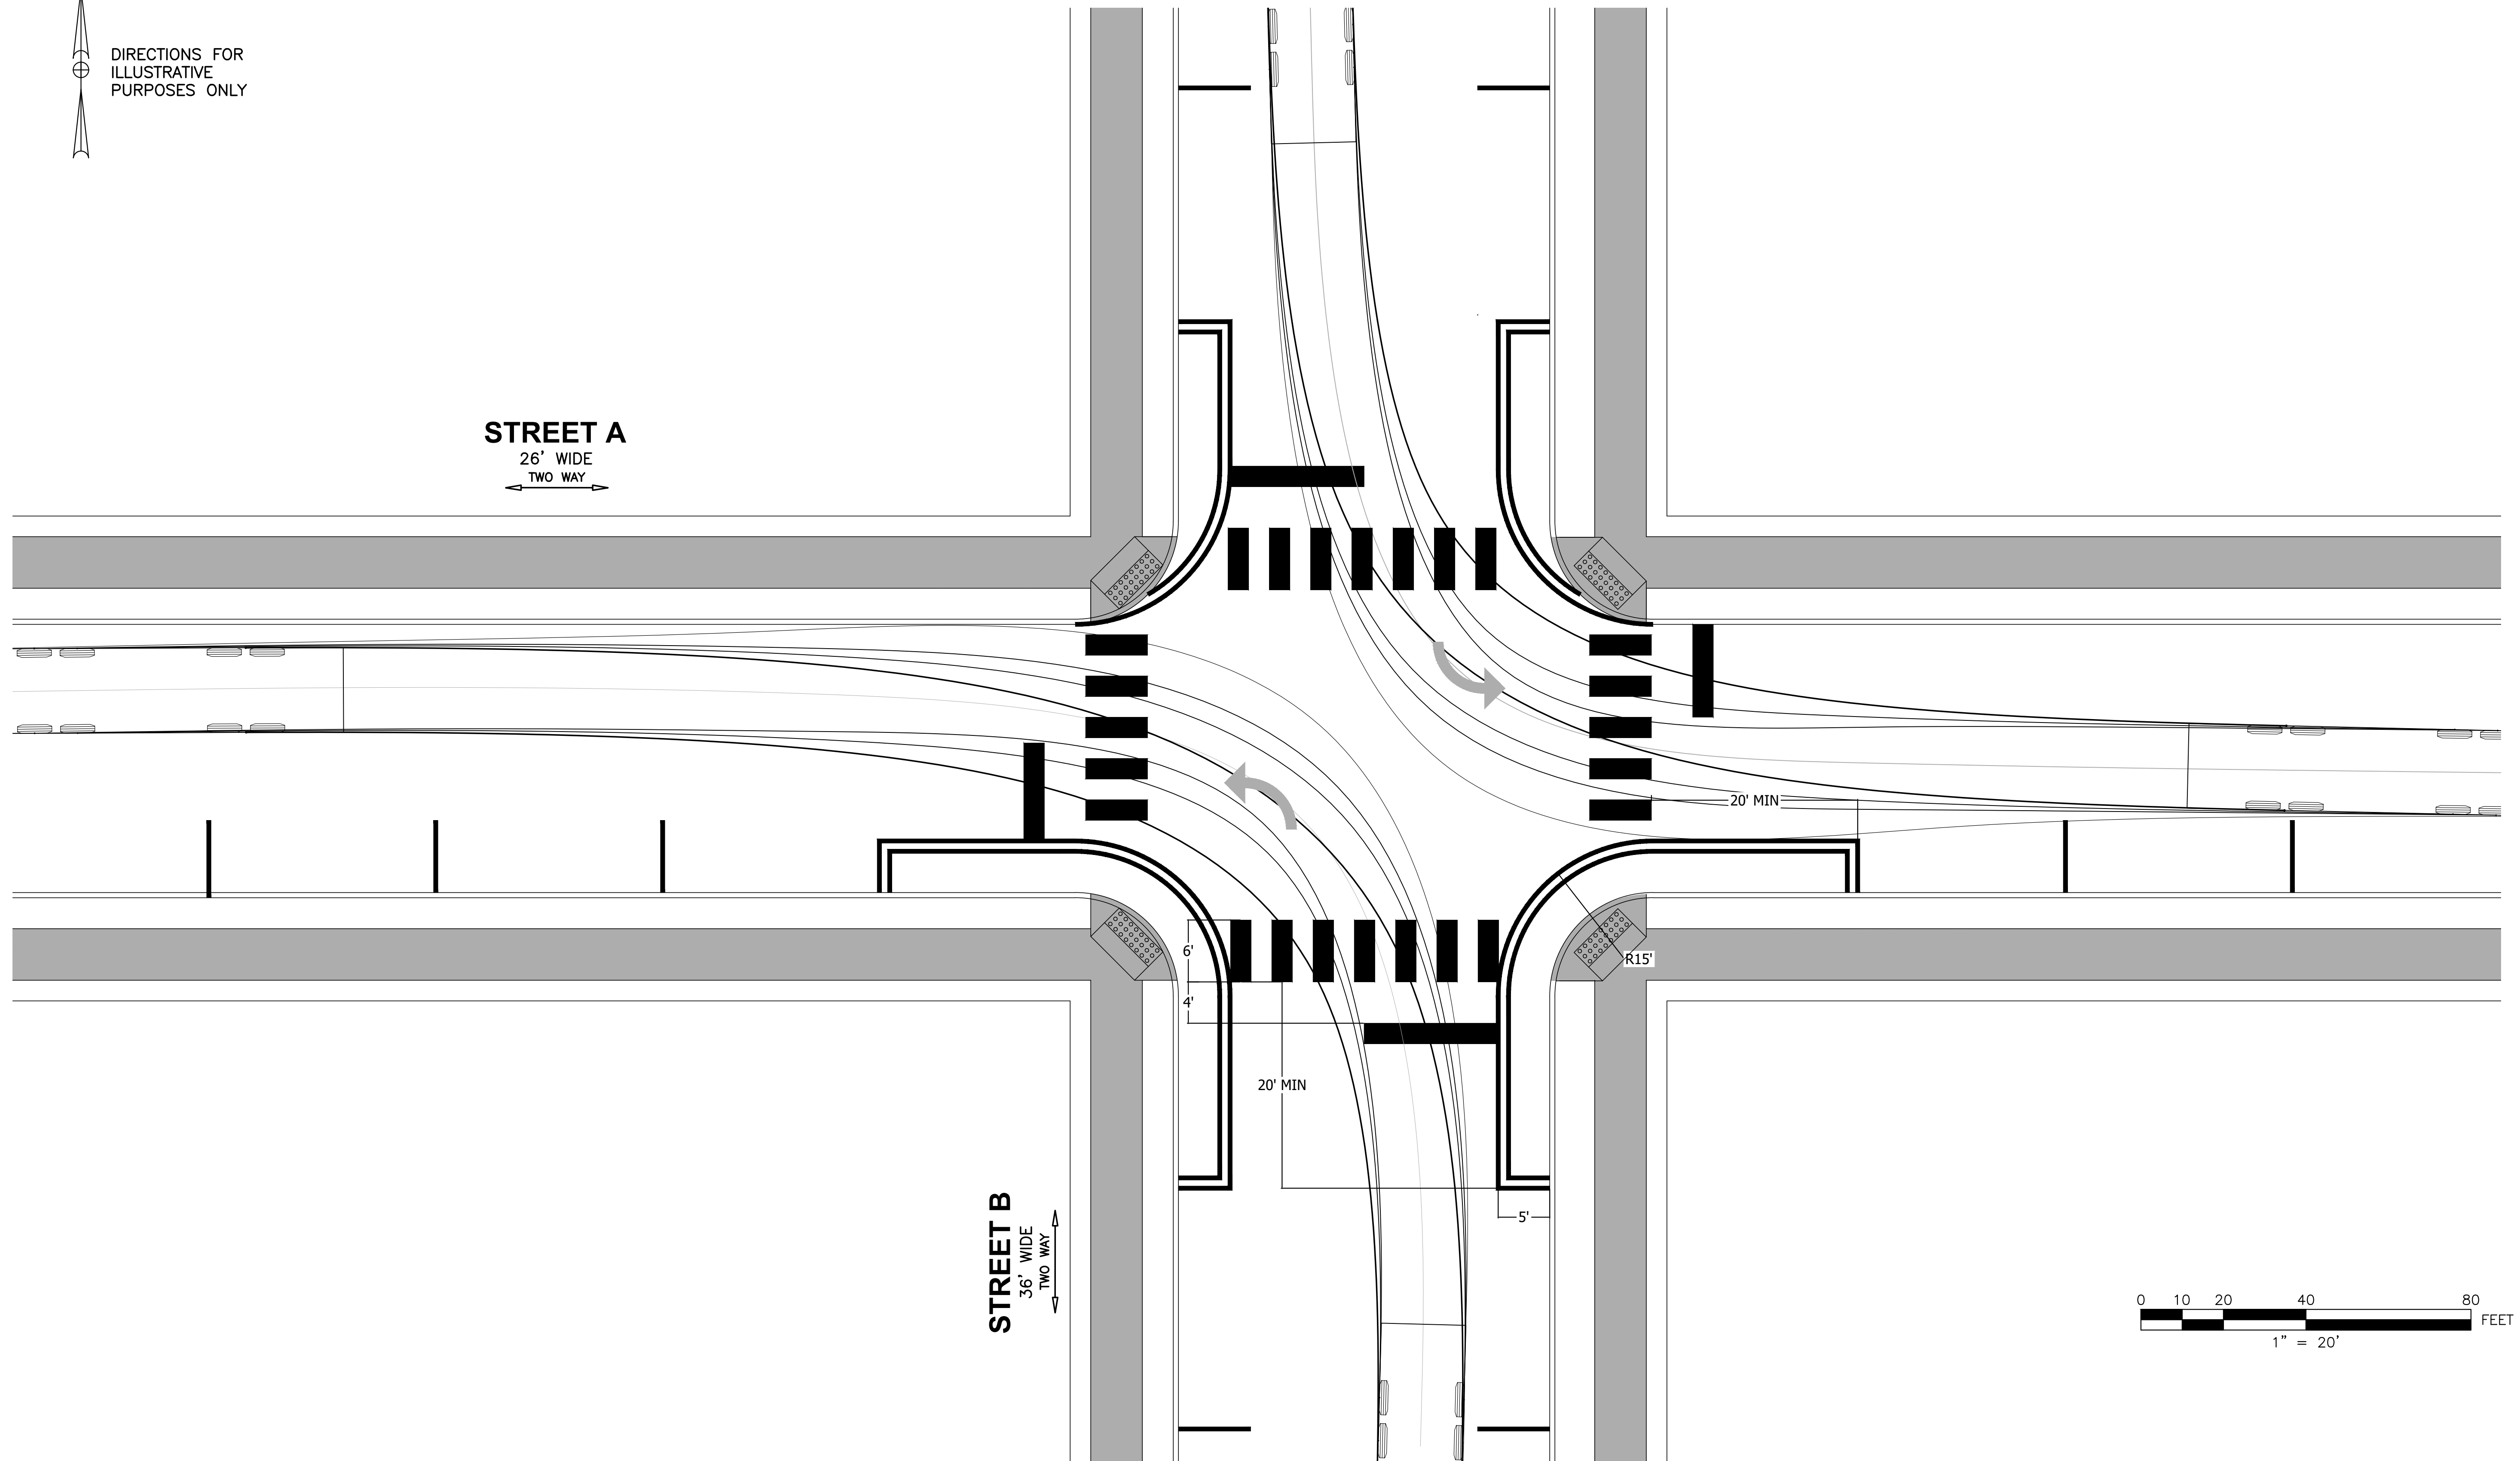 DIRECTIONS FOR
ILLUSTRATIVE
PURPOSES ONLY
STREET A
26' WIDE
TWO WAY
20' MIN
6'
R15'
4'
20' MIN
5'
STREET B
36' WIDE
TWO WAY
0 10 20 40 80
FEET
1" = 20'